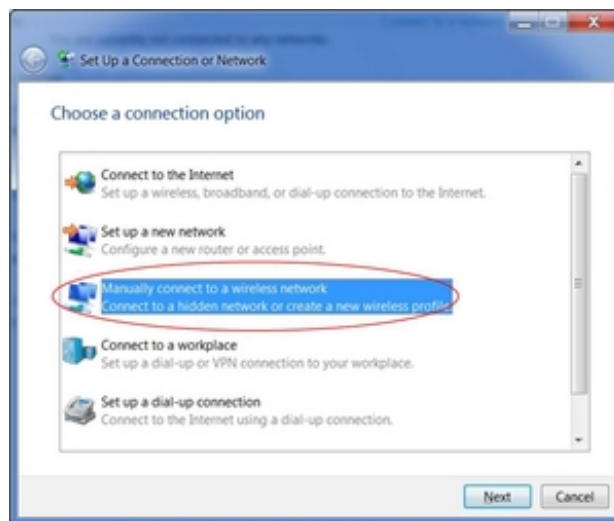 Set Up a Connection or Network
Choose a connection option
Connect to the Internet
Set up a wireless, broadband, or dial-up connection to the Internet.
Set up a new network
Configure a new router or access point.
Manually connect to a wireless network
Connect to a hidden network or create a new wireless profile.
Connect to a workplace
Set up a dial-up or VPN connection to your workplace.
Set up a dial-up connection
Connect to the Internet using a dial-up connection.
Next
Cancel